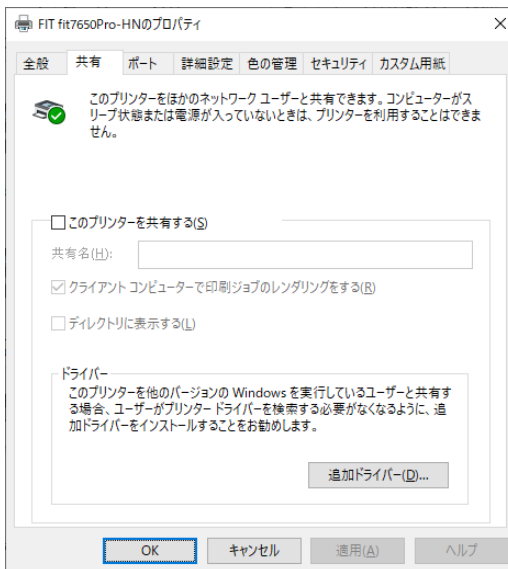 FIT fit7650Pro-HNのプロパティ
全般 共有 ポート 詳細設定 色の管理 セキュリティ カスタム用紙
このプリンターをほかのネットワーク ユーザーと共有できます。コンピューターがス
リープ状態または電源が入っていないときは、プリンターを利用することはできま
せん。
このプリンターを共有する(S)
共有名(H):
クライアント コンピューターで印刷ジョブのレンダリングをする(R)
ディレクトリに表示する(L)
ドライバー
このプリンターを他のバージョンの Windows を実行しているユーザーと共有す
る場合、ユーザーがプリンター ドライバーを検索する必要がなくなるように、追
加ドライバーをインストールすることをお勧めします。
追加ドライバー(D)...
OK キャンセル 適用(A) ヘルプ